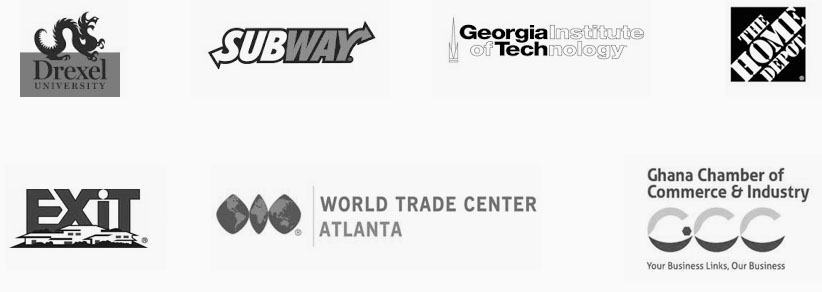 Drexel
UNIVERSITY
SUBWAY®
Georgia Institute
of Technology
THE
HOME
DEPOT
®
EXiT
®
®
WORLD TRADE CENTER
ATLANTA
Ghana Chamber of
Commerce & Industry
CCC
Your Business Links, Our Business